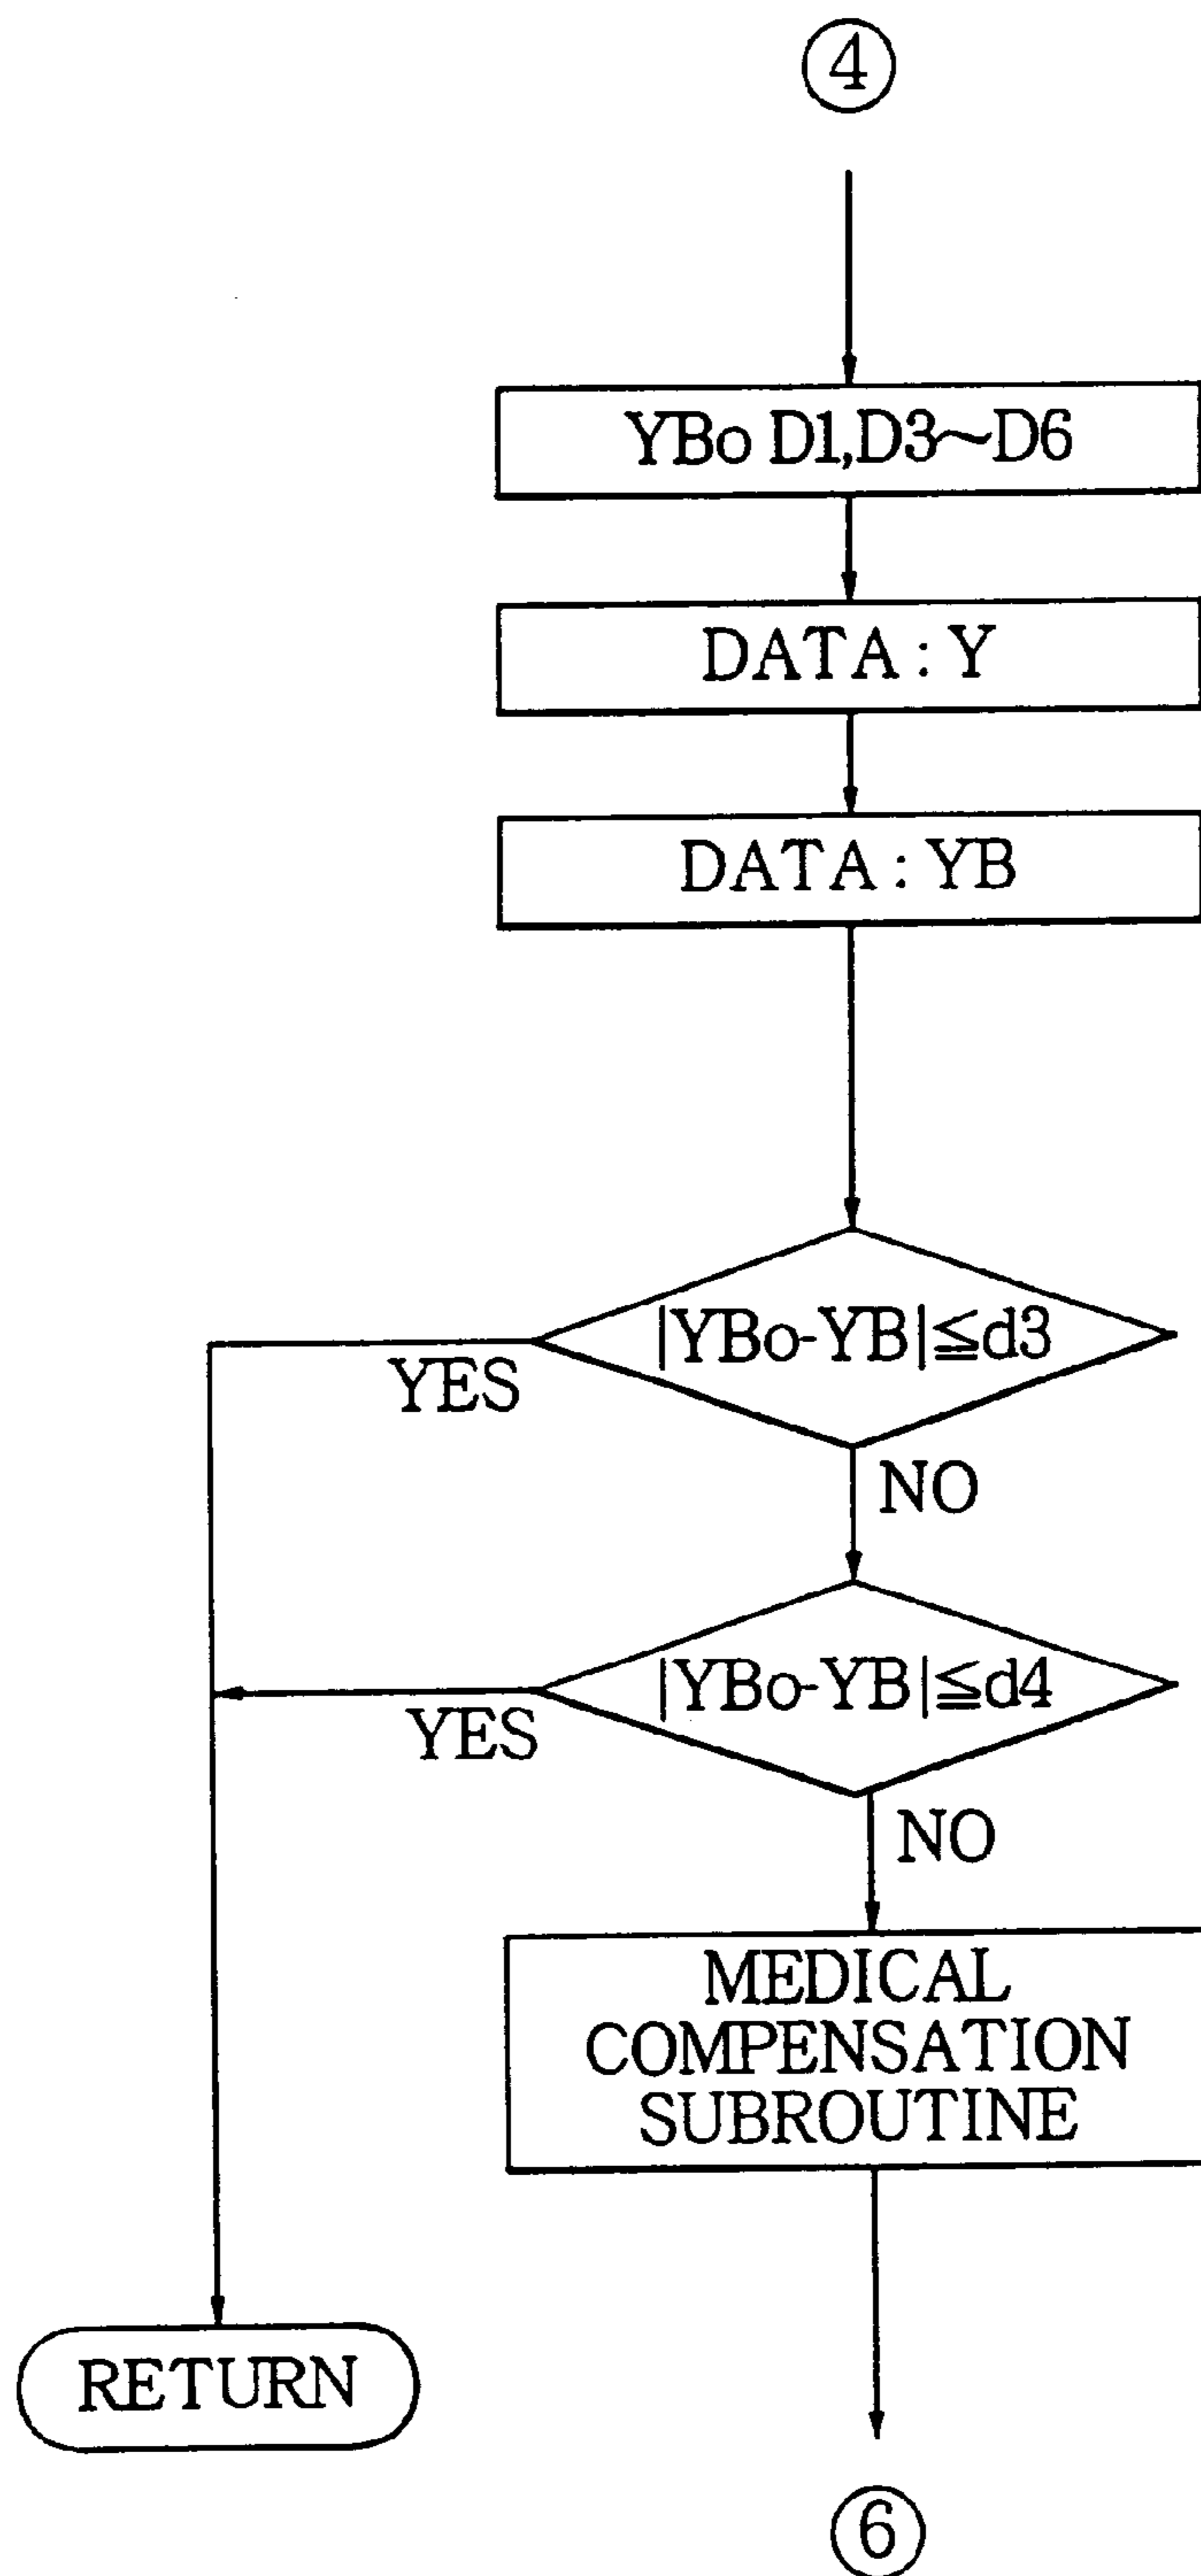 ④
YBo D1,D3~D6
DATA : Y
DATA : YB
|YBo-YB|≦d3
YES
NO
|YBo-YB|≦d4
YES
NO
MEDICAL
COMPENSATION
SUBROUTINE
RETURN
⑥